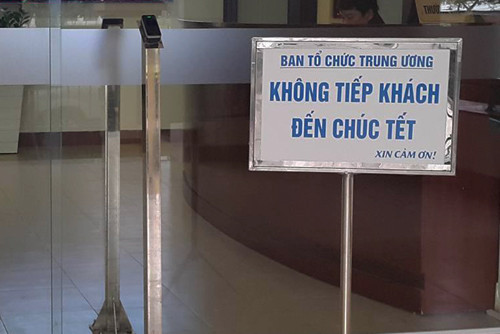 BAN TỔ CHỨC TRUNG ƯƠNG
KHÔNG TIẾP KHÁCH
ĐẾN CHÚC TẾT
XIN CẢM ƠN!